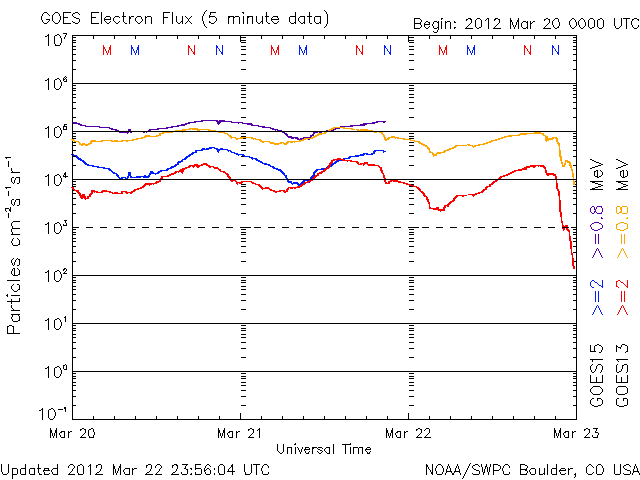 GOES Electron Flux (5 minute data)
Begin: 2012 Mar 20 0000 UTC
10⁷
M M N N M M N N M M N N
10⁶
10⁵
10⁴
10³
10²
10¹
10⁰
10⁻¹
Particles cm⁻²s⁻¹sr⁻¹
Mar 20 Mar 21 Mar 22 Mar 23
Universal Time
GOES15 >=2 >=0.8 MeV
GOES13 >=2 >=0.8 MeV
Updated 2012 Mar 22 23:56:04 UTC
NOAA/SWPC Boulder, CO USA